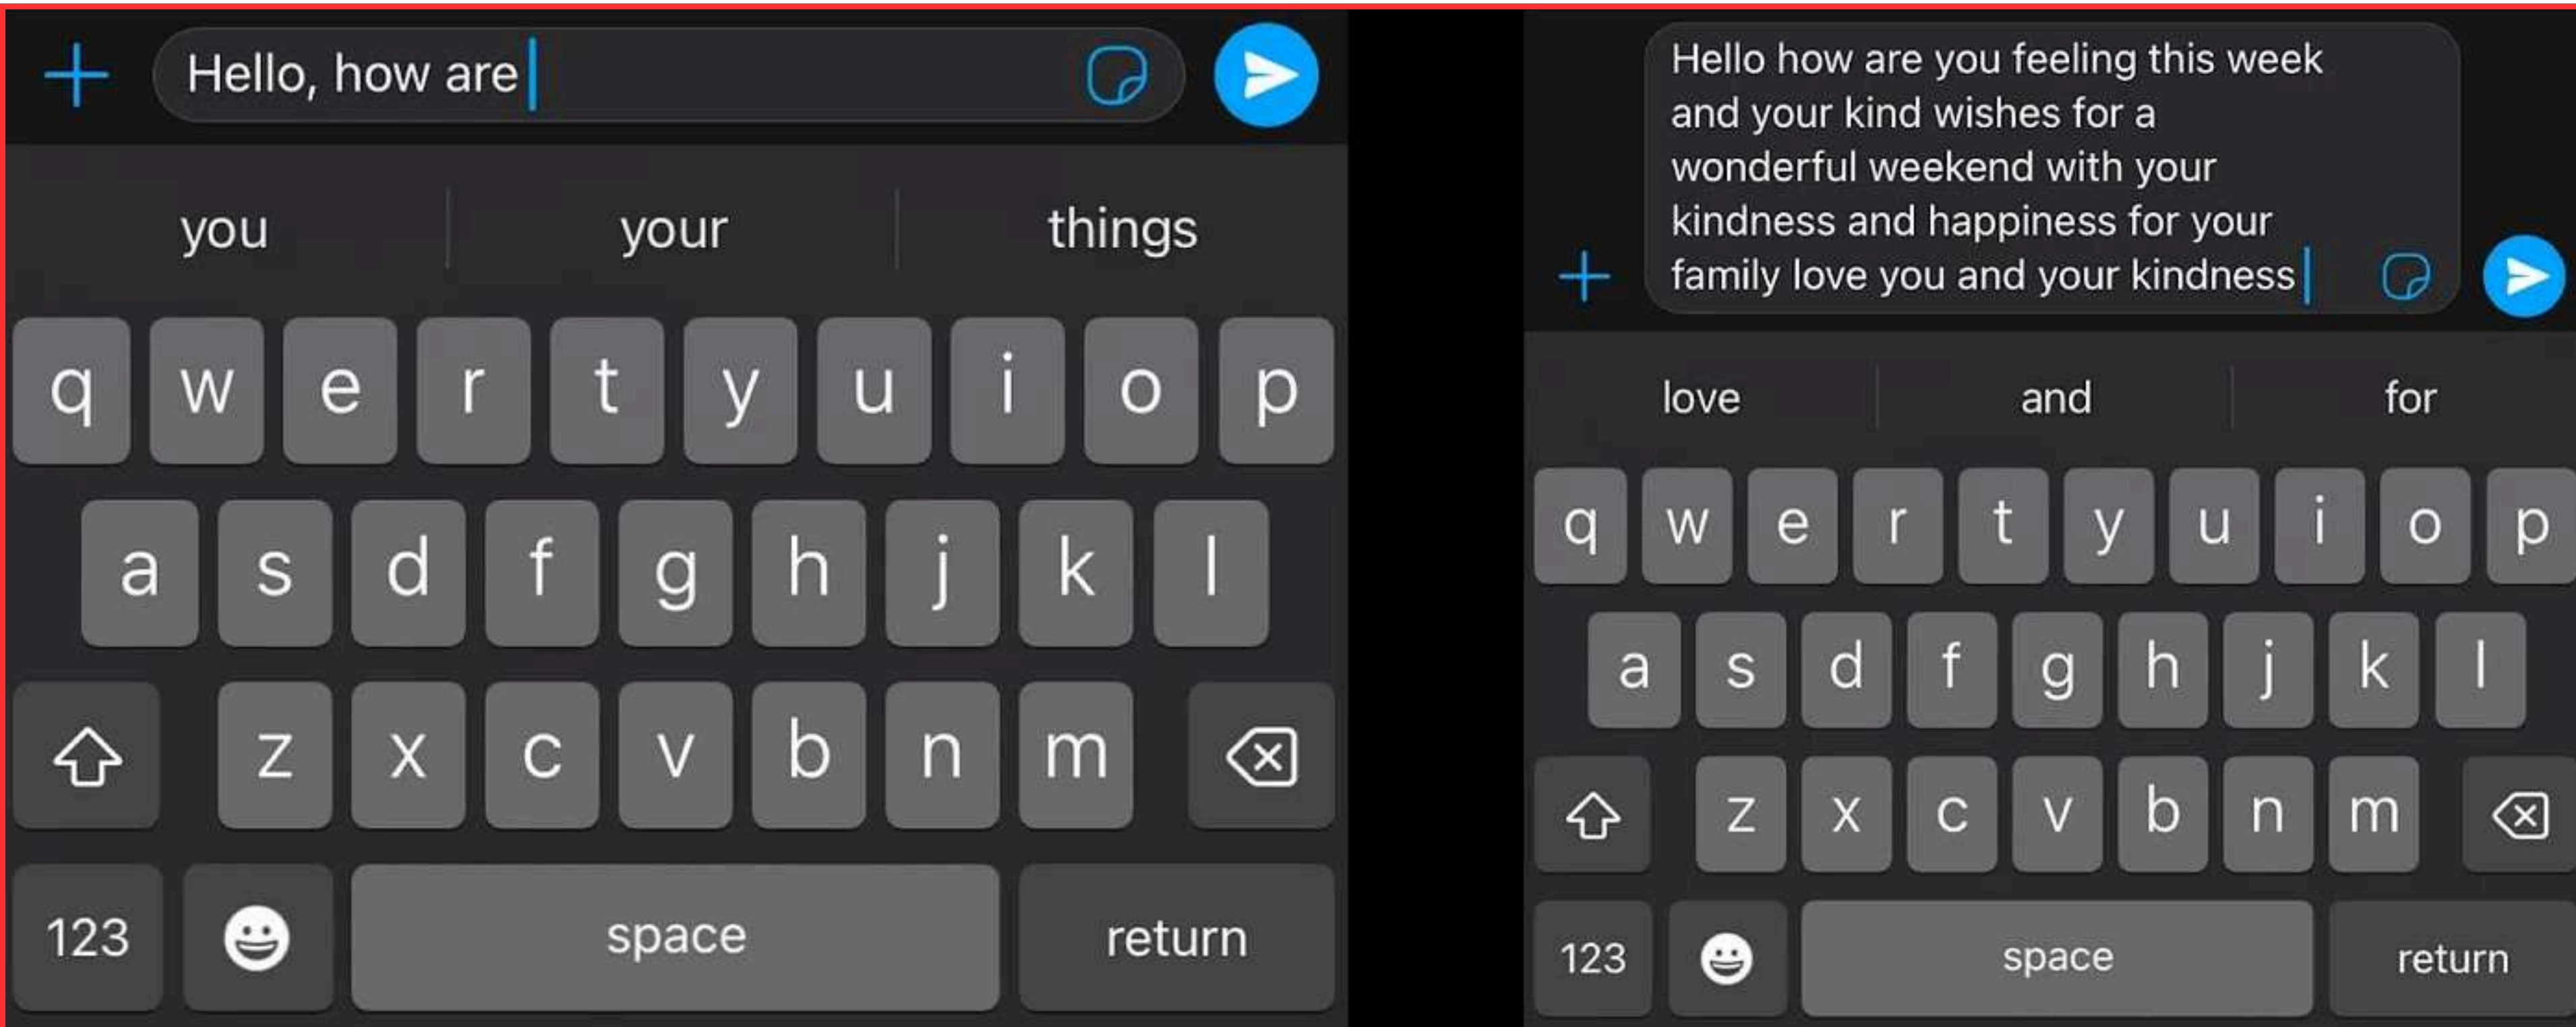 Hello, how are
you your things
q w e r t y u i o p
a s d f g h j k l
z x c v b n m
123 space return
Hello how are you feeling this week
and your kind wishes for a
wonderful weekend with your
kindness and happiness for your
family love you and your kindness
love and for
q w e r t y u i o p
a s d f g h j k l
z x c v b n m
123 space return